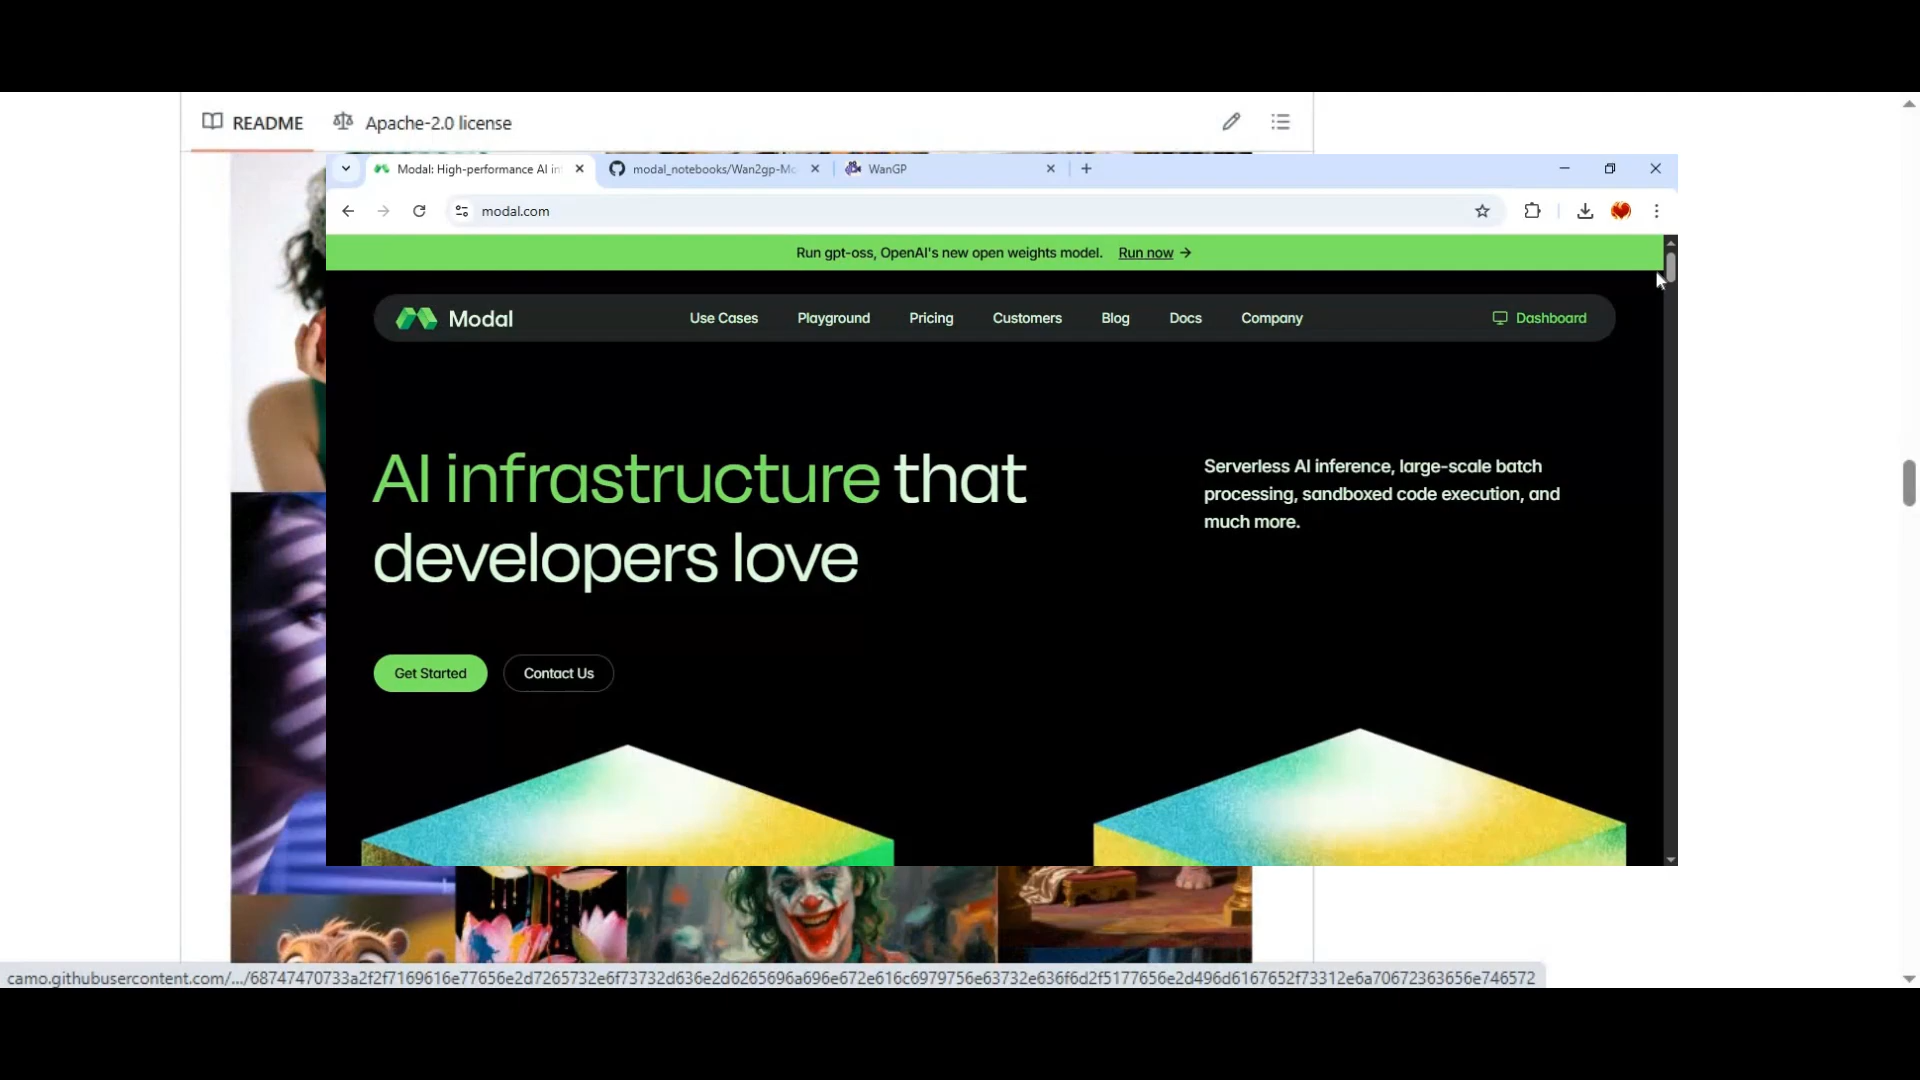 README
Apache-2.0 license
Modal: High-performance AI in
modal_notebooks/Wan2gp-Mo
WanGP
modal.com
Run gpt-oss, OpenAI's new open weights model. Run now →
Modal
Use Cases
Playground
Pricing
Customers
Blog
Docs
Company
Dashboard
AI infrastructure that
developers love
Serverless AI inference, large-scale batch
processing, sandboxed code execution, and
much more.
Get Started
Contact Us
camo.githubusercontent.com/.../68747470733a2f2f7169616e77656e2d7265732e6f73732d636e2d6265696a696e672e616c6979756e63732e636f6d2f5177656e2d496d6167652f73312e6a70672363656e746572